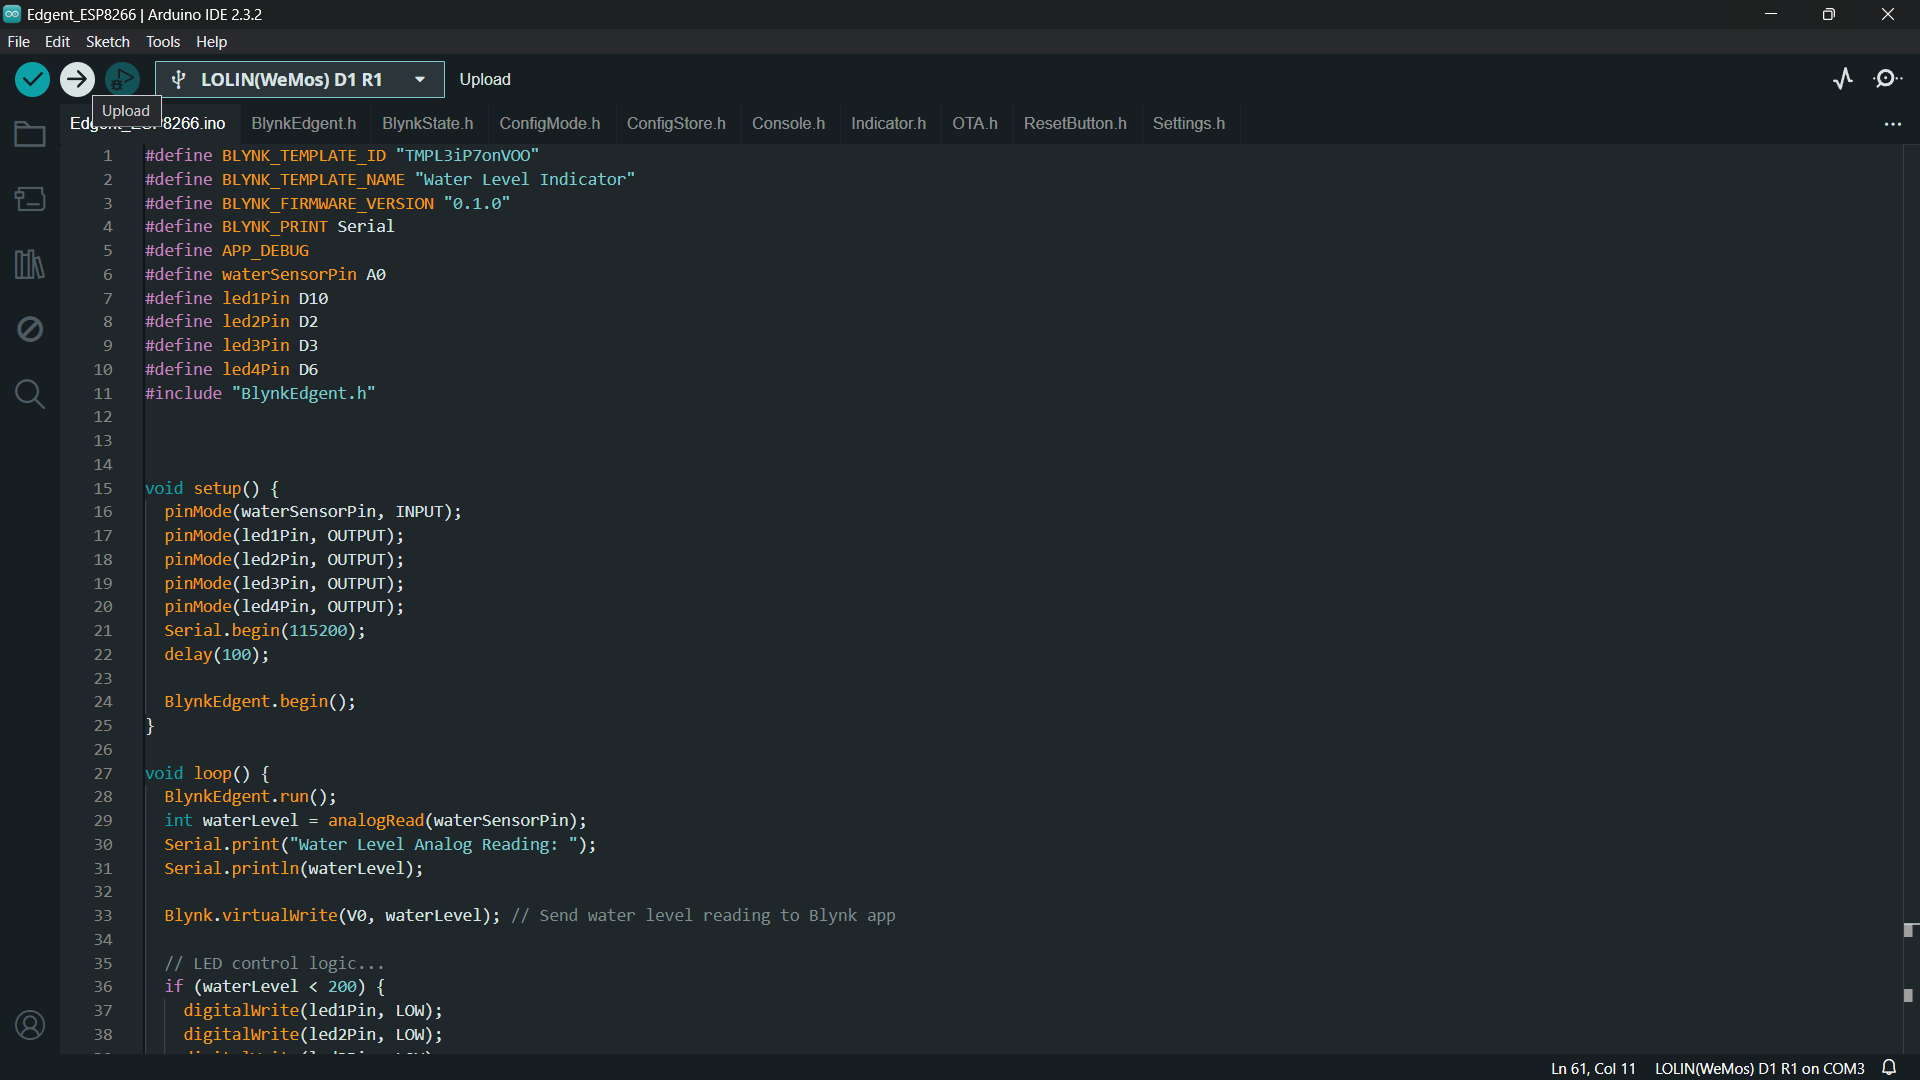 Edgent_ESP8266 | Arduino IDE 2.3.2
File Edit Sketch Tools Help
LOLIN(WeMos) D1 R1
Upload
Upload
BlynkEdgent.h BlynkState.h ConfigMode.h ConfigStore.h Console.h Indicator.h OTA.h ResetButton.h Settings.h
1 #define BLYNK_TEMPLATE_ID "TMPL3iP7onVOO"
2 #define BLYNK_TEMPLATE_NAME "Water Level Indicator"
3 #define BLYNK_FIRMWARE_VERSION "0.1.0"
4 #define BLYNK_PRINT Serial
5 #define APP_DEBUG
6 #define waterSensorPin A0
7 #define led1Pin D10
8 #define led2Pin D2
9 #define led3Pin D3
10 #define led4Pin D6
11 #include "BlynkEdgent.h"
12
13
14
15 void setup() {
16 pinMode(waterSensorPin, INPUT);
17 pinMode(led1Pin, OUTPUT);
18 pinMode(led2Pin, OUTPUT);
19 pinMode(led3Pin, OUTPUT);
20 pinMode(led4Pin, OUTPUT);
21 Serial.begin(115200);
22 delay(100);
23
24 BlynkEdgent.begin();
25 }
26
27 void loop() {
28 BlynkEdgent.run();
29 int waterLevel = analogRead(waterSensorPin);
30 Serial.print("Water Level Analog Reading: ");
31 Serial.println(waterLevel);
32
33 Blynk.virtualWrite(V0, waterLevel); // Send water level reading to Blynk app
34
35 // LED control logic...
36 if (waterLevel < 200) {
37 digitalWrite(led1Pin, LOW);
38 digitalWrite(led2Pin, LOW);
Ln 61, Col 11 LOLIN(WeMos) D1 R1 on COM3